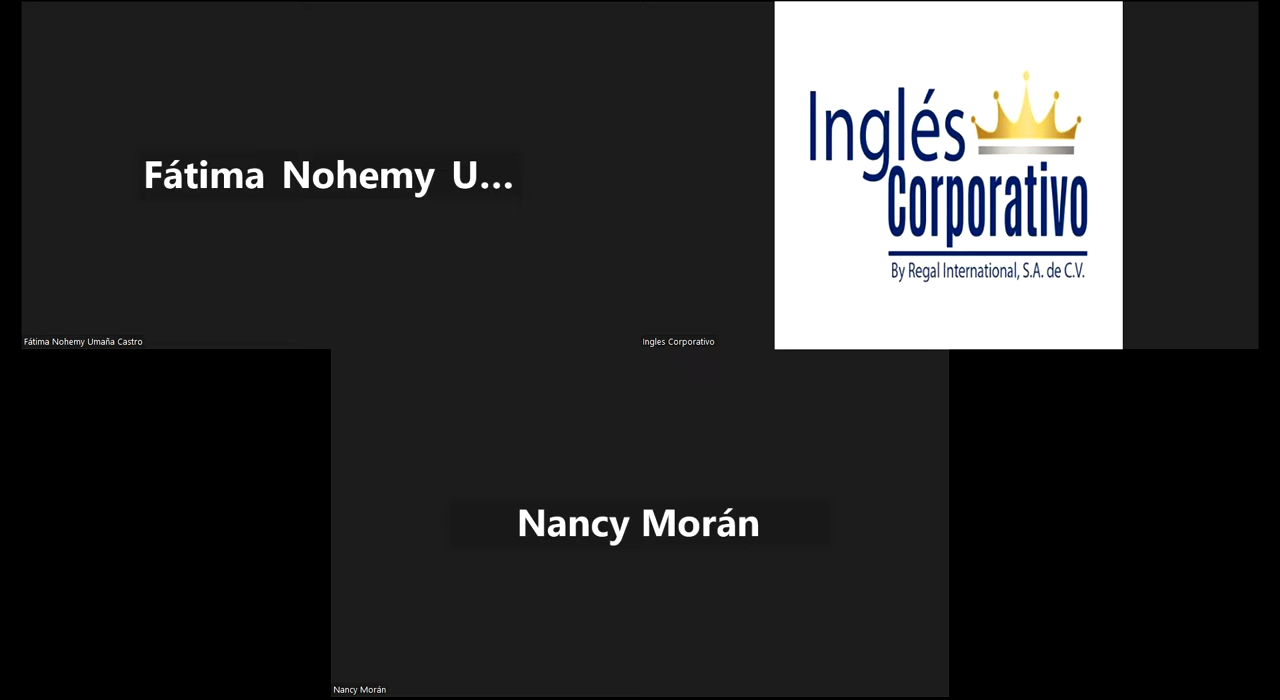 Fátima Nohemy U...
Inglés
Corporativo
By Regal International, S.A. de C.V.
Fátima Nohemy Umaña Castro
Ingles Corporativo
Nancy Morán
Nancy Morán